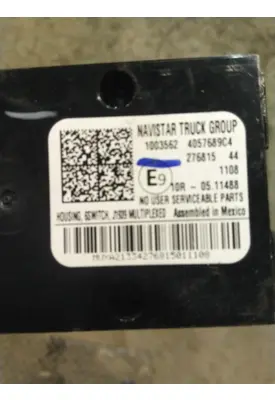 NAVISTAR TRUCK GROUP
1003562 4057689C4
276815 44
E9 1108
10R - 05.11488
NO USER SERVICEABLE PARTS
HOUSING, 6SWITCH, J1939 MULTIPLEXED Assembled in Mexico